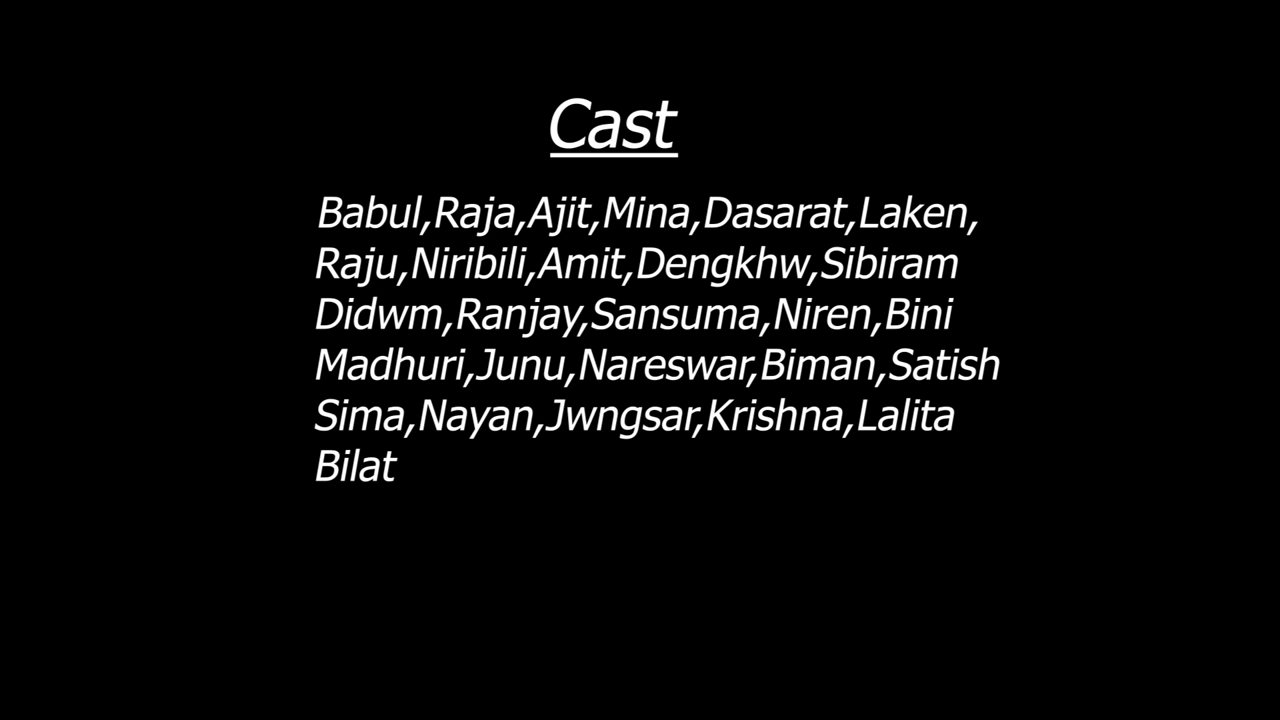 Cast
Babul,Raja,Ajit,Mina,Dasarat,Laken,
Raju,Niribili,Amit,Dengkhw,Sibiram
Didwm,Ranjay,Sansuma,Niren,Bini
Madhuri,Junu,Nareswar,Biman,Satish
Sima,Nayan,Jwngsar,Krishna,Lalita
Bilat